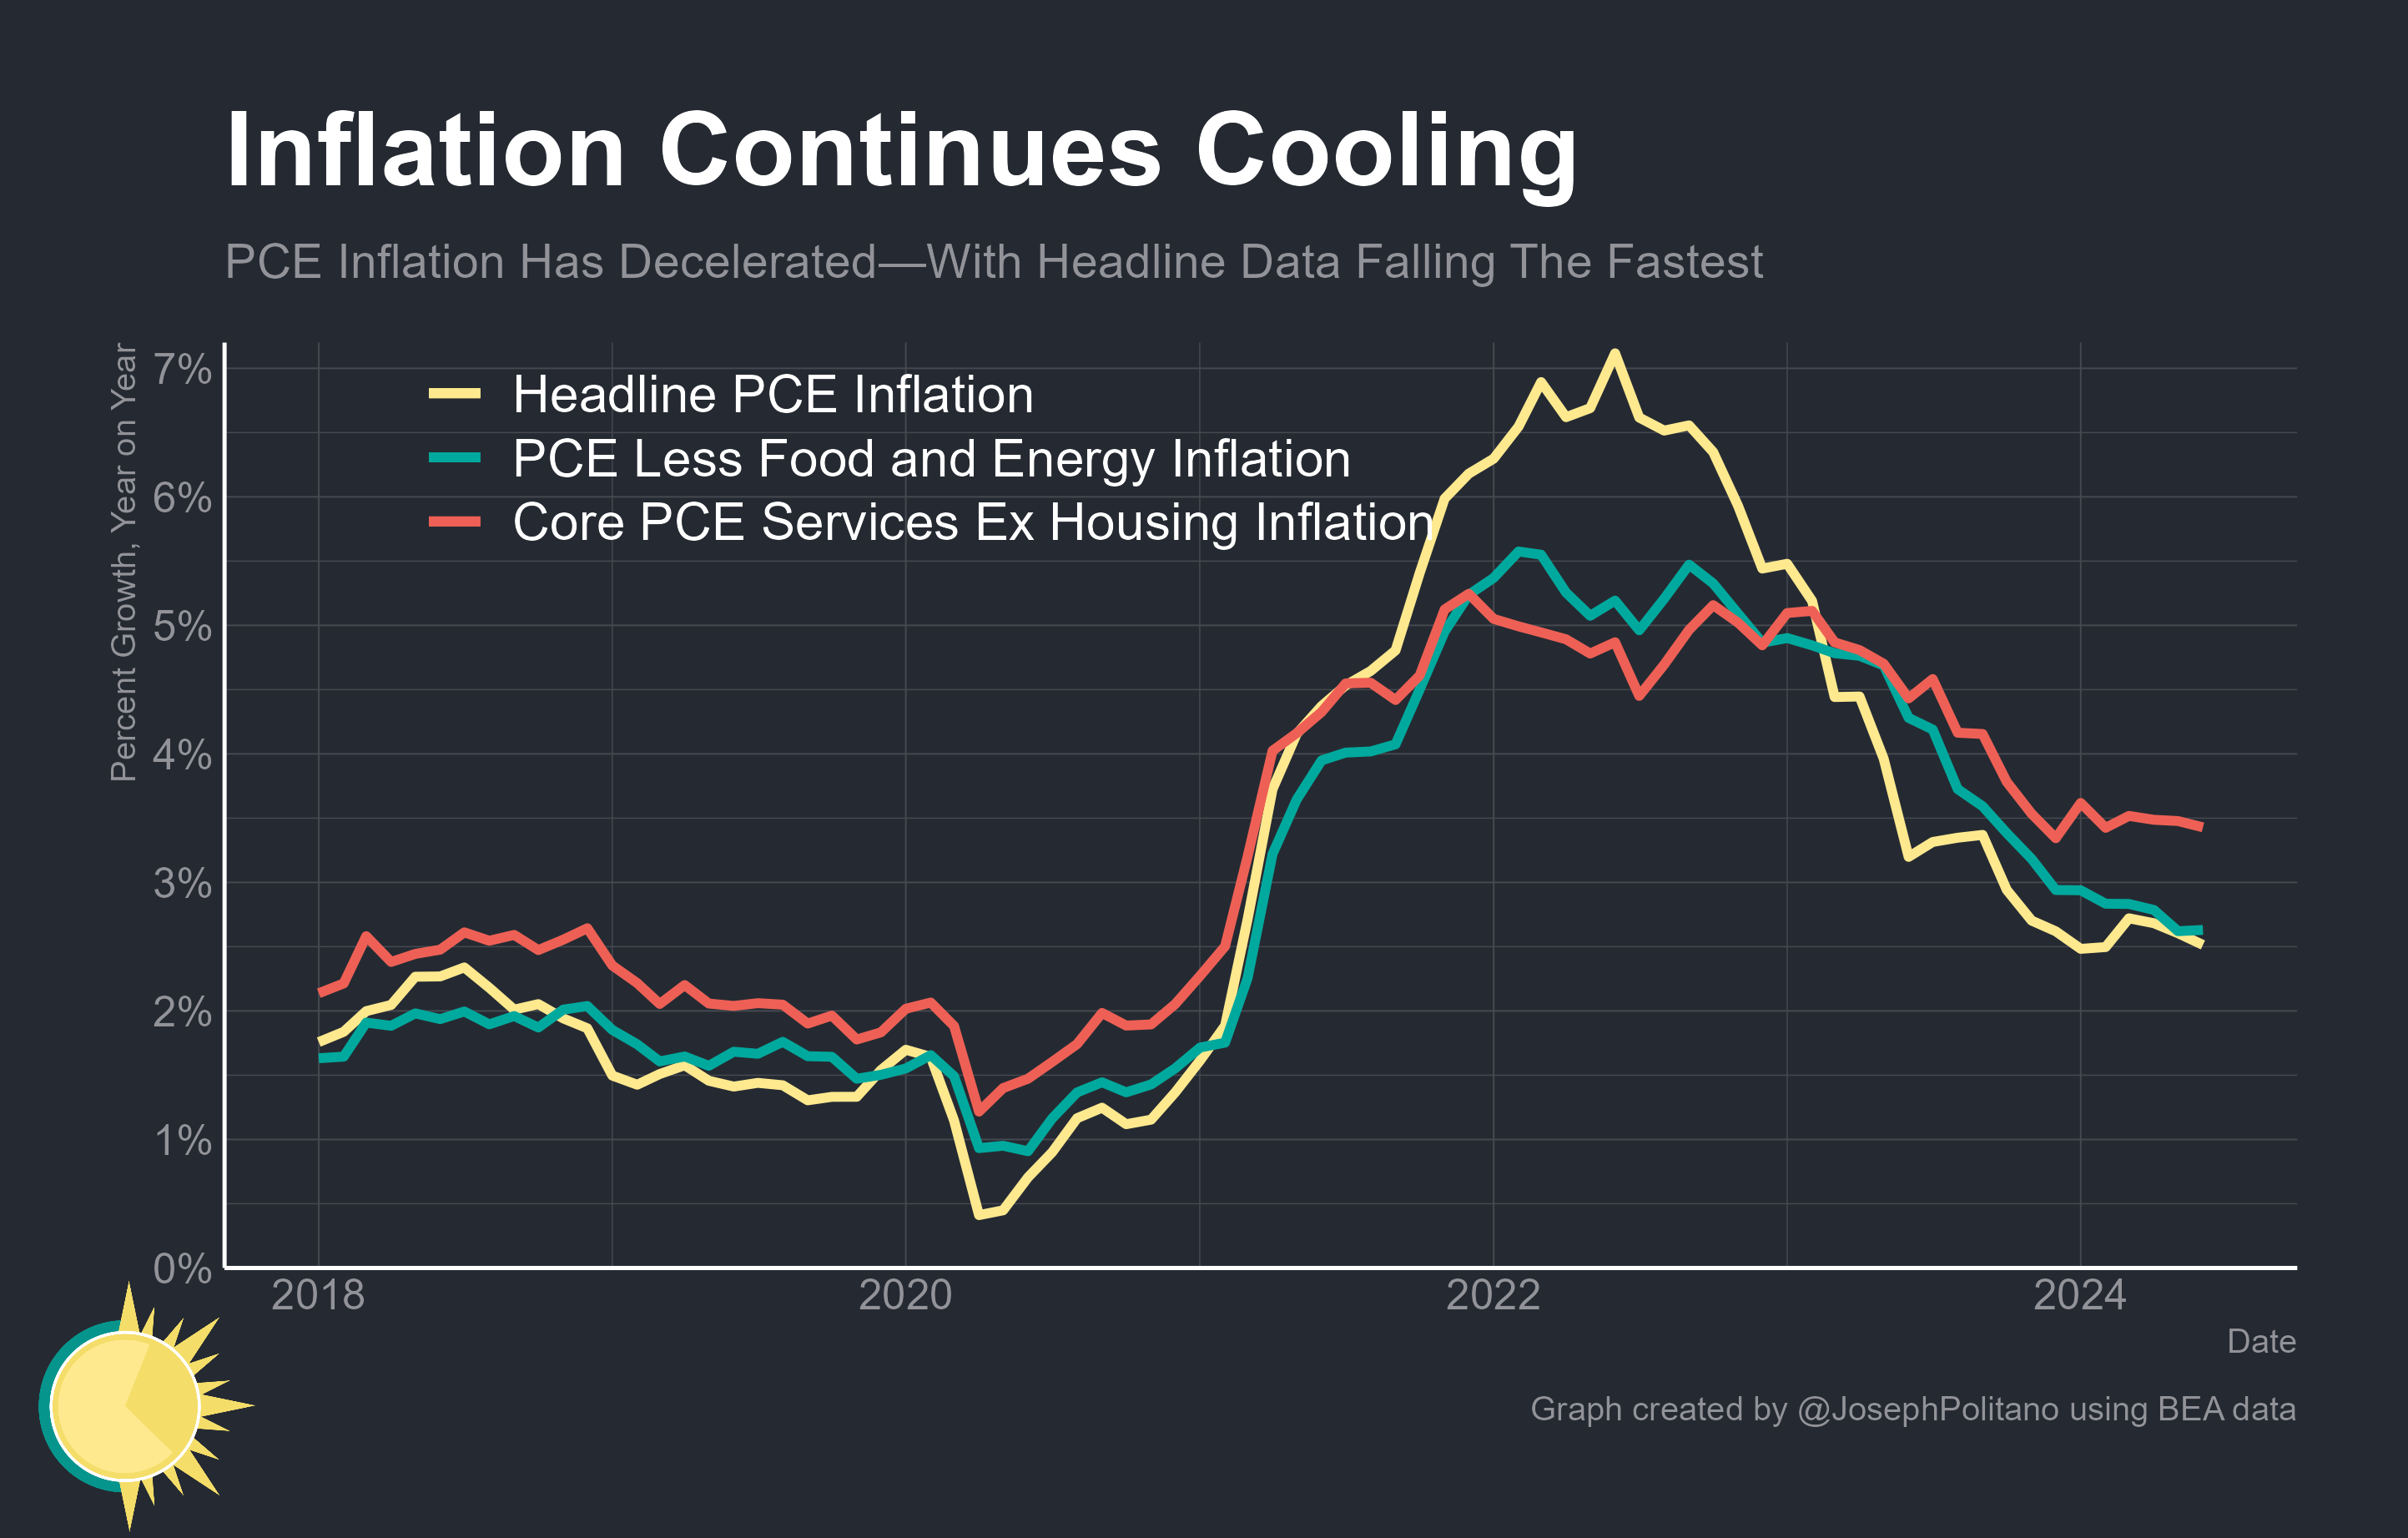 Inflation Continues Cooling
PCE Inflation Has Decelerated—With Headline Data Falling The Fastest
Percent Growth, Year on Year
7%
6%
5%
4%
3%
2%
1%
0%
Headline PCE Inflation
PCE Less Food and Energy Inflation
Core PCE Services Ex Housing Inflation
2018
2020
2022
2024
Date
Graph created by @JosephPolitano using BEA data